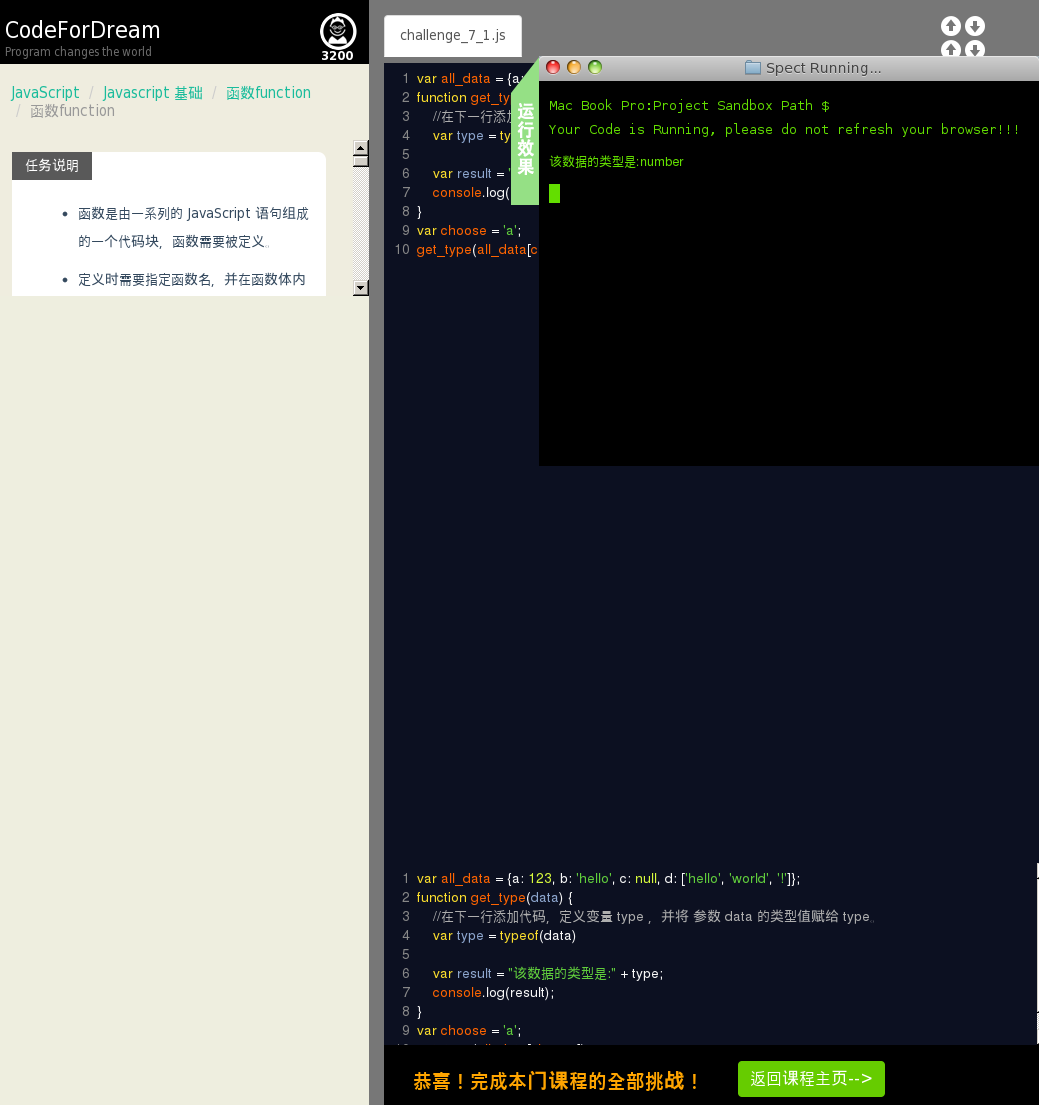 CodeForDream
Program changes the world
3200
JavaScript / Javascript 基础 / 函数function
/ 函数function
任务说明
• 函数是由一系列的 JavaScript 语句组成
的一个代码块，函数需要被定义。
• 定义时需要指定函数名，并在函数体内
challenge_7_1.js
1 var all_data = {a:
2 function get_ty
3 //在下一行添加
4 var type = ty
5
6 var result = "
7 console.log(
8 }
9 var choose = 'a';
10 get_type(all_data[c
运行效果
Spect Running...
Mac Book Pro:Project Sandbox Path $
Your Code is Running, please do not refresh your browser!!!
该数据的类型是:number
1 var all_data = {a: 123, b: 'hello', c: null, d: ['hello', 'world', '!']};
2 function get_type(data) {
3 //在下一行添加代码，定义变量 type ，并将 参数 data 的类型值赋给 type。
4 var type = typeof(data)
5
6 var result = "该数据的类型是:" + type;
7 console.log(result);
8 }
9 var choose = 'a';
恭喜！完成本门课程的全部挑战！
返回课程主页-->